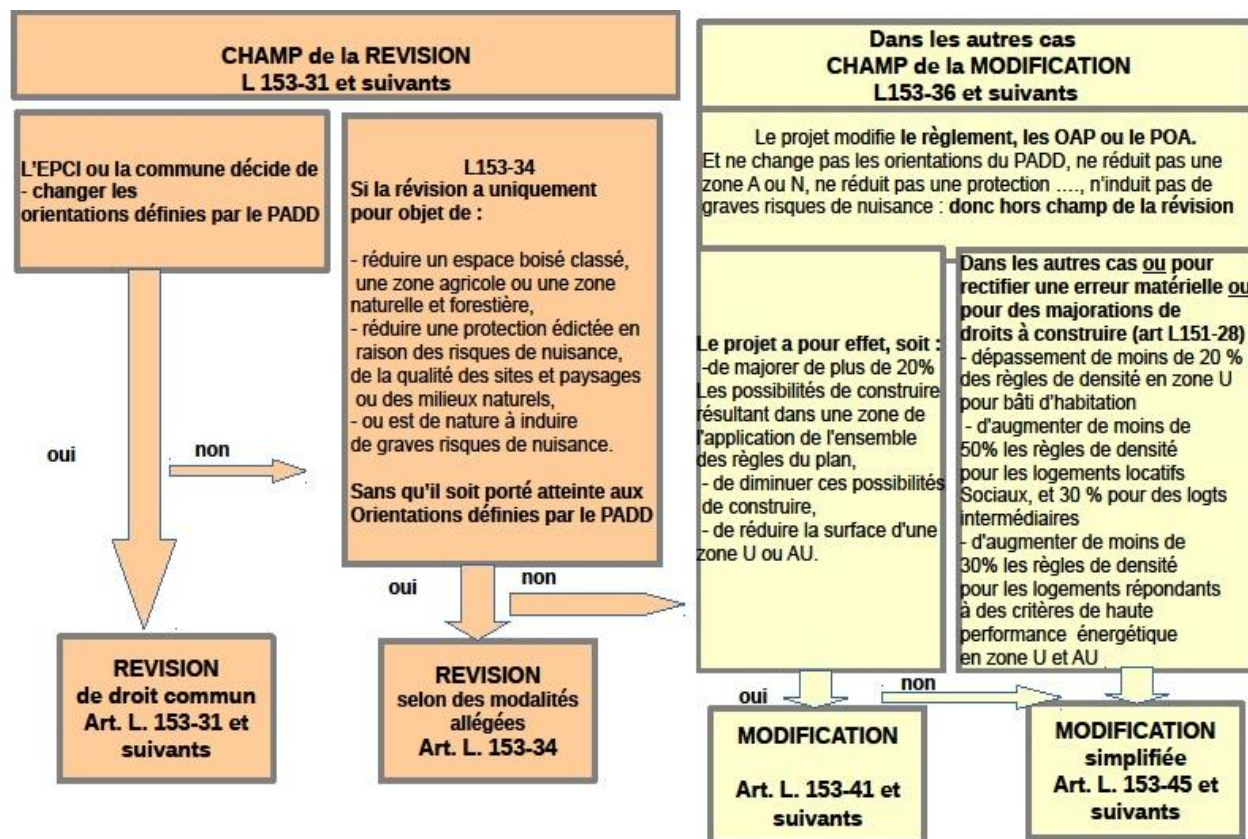 CHAMP de la REVISION
L 153-31 et suivants
L'EPCI ou la commune décide de
- changer les
orientations définies par le PADD
oui
non
L153-34
Si la révision a uniquement
pour objet de :
- réduire un espace boisé classé,
une zone agricole ou une zone
naturelle et forestière,
- réduire une protection édictée en
raison des risques de nuisance,
de la qualité des sites et paysages
ou des milieux naturels,
- ou est de nature à induire
de graves risques de nuisance.
Sans qu'il soit porté atteinte aux
Orientations définies par le PADD
oui
non
REVISION
de droit commun
Art. L. 153-31 et
suivants
REVISION
selon des modalités
allégées
Art. L. 153-34
Dans les autres cas
CHAMP de la MODIFICATION
L153-36 et suivants
Le projet modifie le règlement, les OAP ou le POA.
Et ne change pas les orientations du PADD, ne réduit pas une
zone A ou N, ne réduit pas une protection ...., n'induit pas de
graves risques de nuisance : donc hors champ de la révision
Le projet a pour effet, soit :
-de majorer de plus de 20%
Les possibilités de construire
résultant dans une zone de
l'application de l'ensemble
des règles du plan,
- de diminuer ces possibilités
de construire,
- de réduire la surface d'une
zone U ou AU.
Dans les autres cas ou pour
rectifier une erreur matérielle ou
pour des majorations de
droits à construire (art L151-28)
- dépassement de moins de 20 %
des règles de densité en zone U
pour bâti d'habitation
- d'augmenter de moins de
50% les règles de densité
pour les logements locatifs
Sociaux, et 30 % pour des logts
intermédiaires
- d'augmenter de moins de
30% les règles de densité
pour les logements répondants
à des critères de haute
performance énergétique
en zone U et AU
oui
non
MODIFICATION
Art. L. 153-41 et
suivants
MODIFICATION
simplifiée
Art. L. 153-45 et
suivants